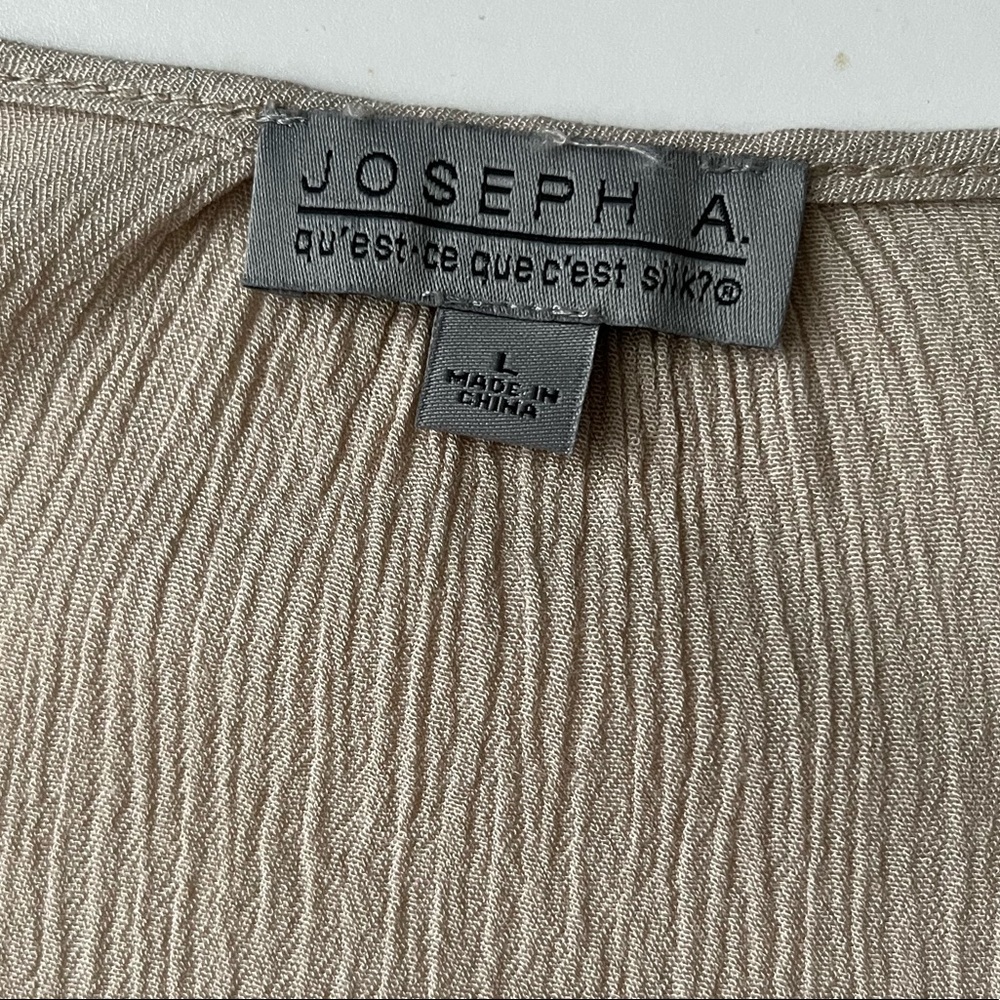 JOSEPH A.
qu'est-ce que c'est silk?®
L
MADE IN
CHINA